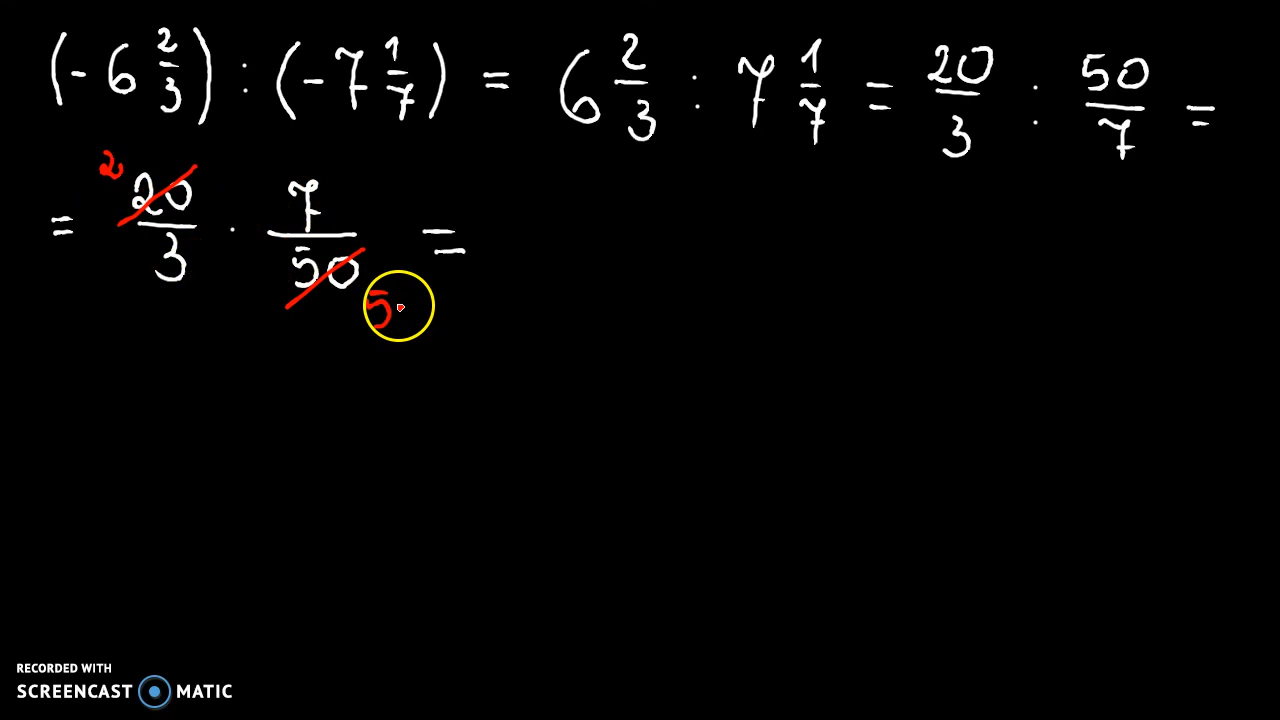 (- 6 2/3) : (- 7 1/7) = 6 2/3 : 7 1/7 = 20/3 : 50/7 =
= 2 20/3 · 7/50 5 =
RECORDED WITH
SCREENCAST MATIC